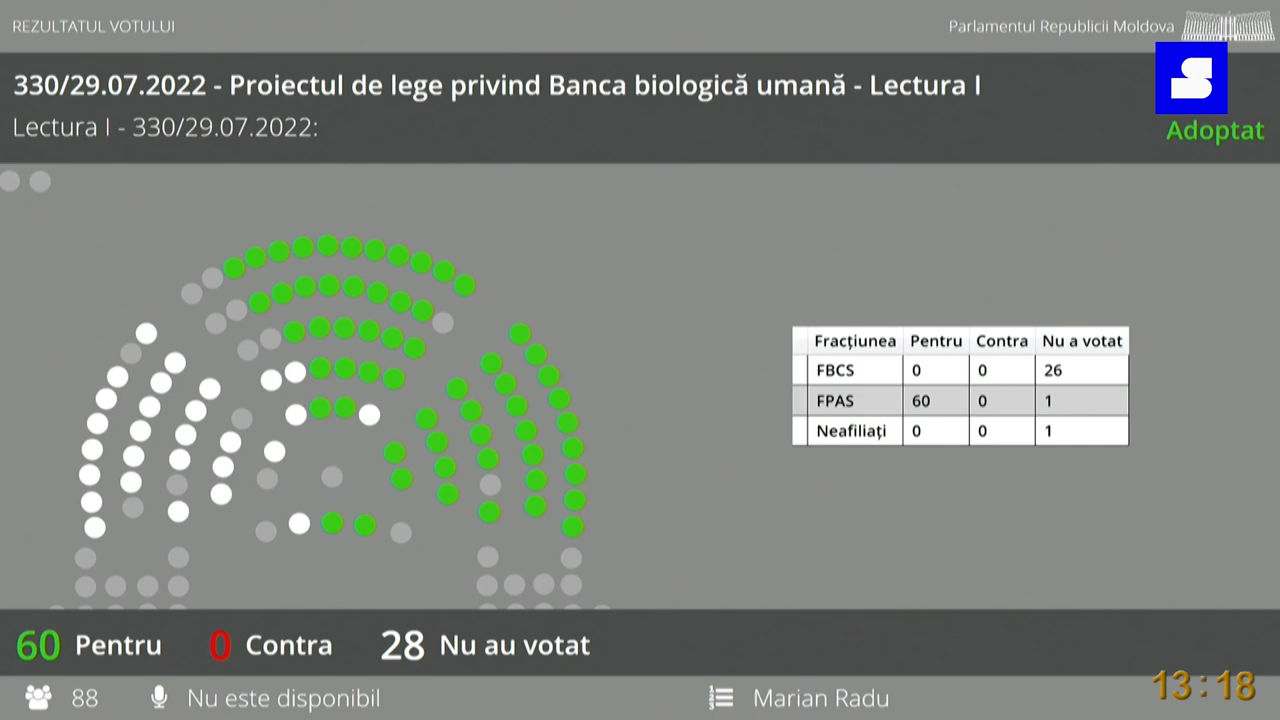 REZULTATUL VOTULUI
Parlamentul Republicii Moldova
330/29.07.2022 - Proiectul de lege privind Banca biologică umană - Lectura I
Lectura I - 330/29.07.2022:
Adoptat
Fracțiunea Pentru Contra Nu a votat
FBCS 0 0 26
FPAS 60 0 1
Neafiliați 0 0 1
60 Pentru 0 Contra 28 Nu au votat
88 Nu este disponibil Marian Radu 13:18